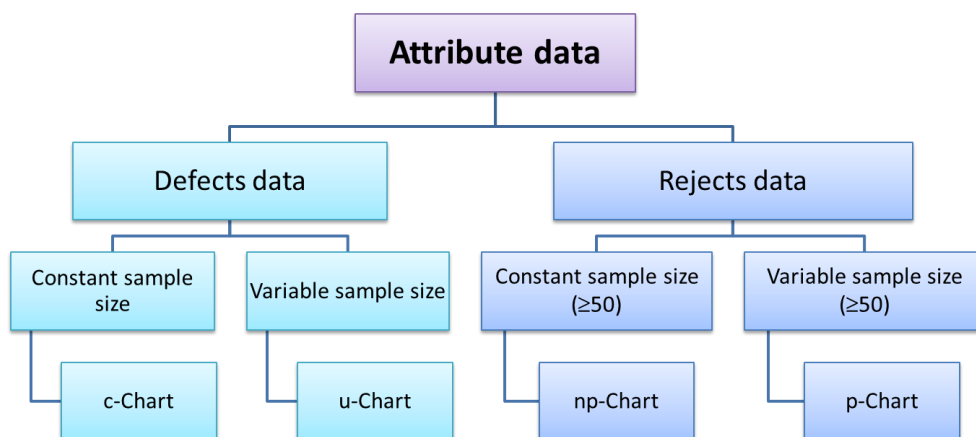 Attribute data
Defects data
Rejects data
Constant sample
size
Variable sample size
Constant sample size
(≥50)
Variable sample size
(≥50)
c-Chart
u-Chart
np-Chart
p-Chart